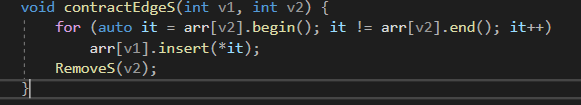 void contractEdgeS(int v1, int v2) {
    for (auto it = arr[v2].begin(); it != arr[v2].end(); it++)
        arr[v1].insert(*it);
    RemoveS(v2);
}